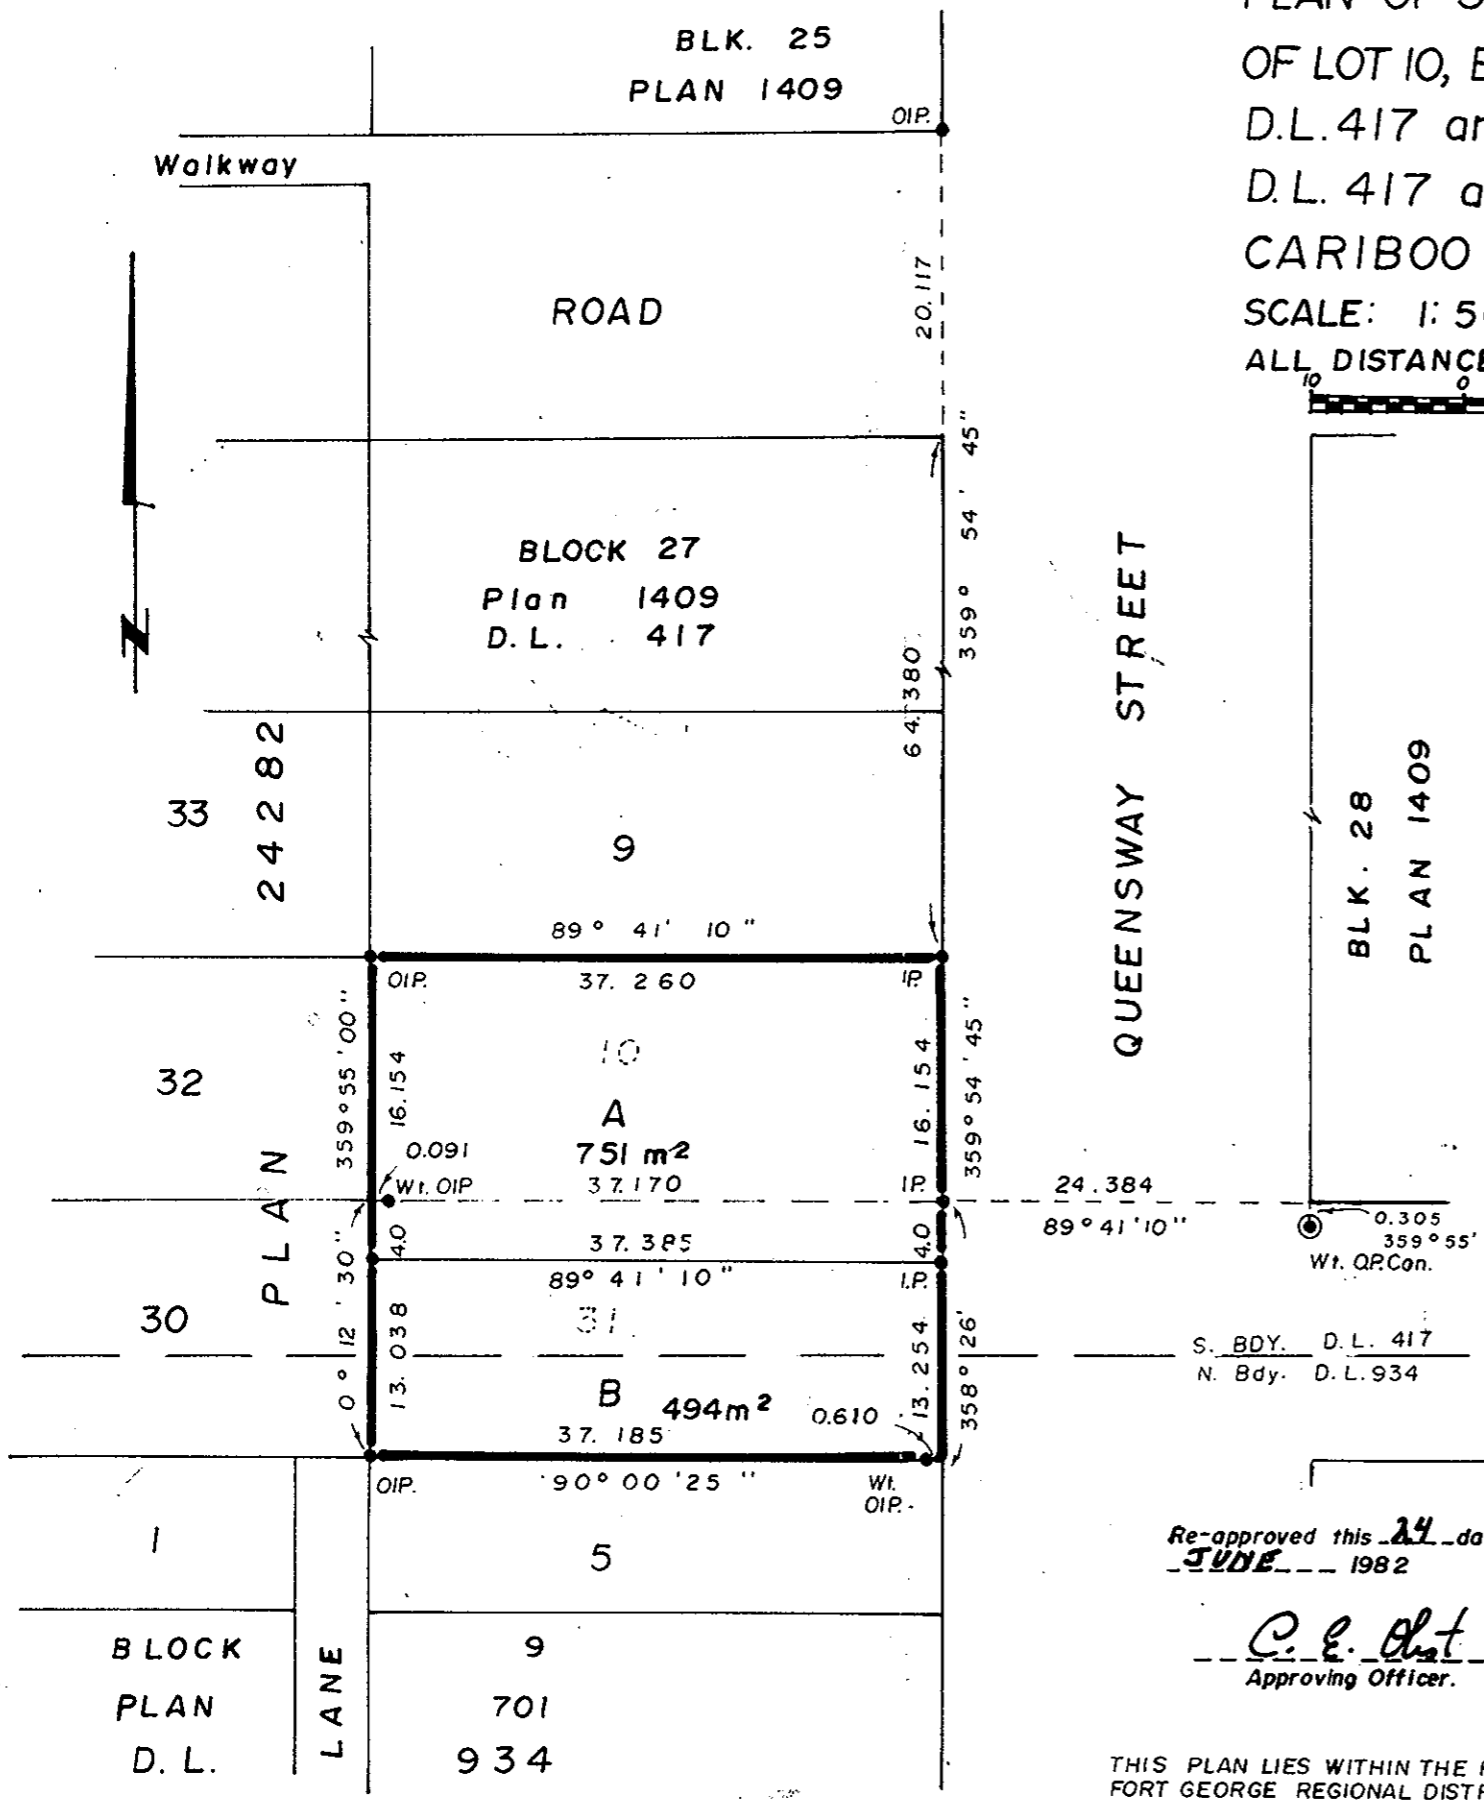 BLK. 25
PLAN 1409
OIP.
Walkway
ROAD
20.117
359° 54' 45"
BLOCK 27
Plan 1409
D.L. 417
64.380
N
33
24282
9
89° 41' 10"
OIP.
37.260
IP.
359° 55' 00"
16.154
10
A
751 m²
16.154
359° 54' 45"
32
0.091
Wt. OIP
37.170
IP.
PLAN
4.0
37.385
4.0
89° 41' 10"
I.P.
30
0° 12' 30"
13.038
31
B
494m²
0.610
13.254
358° 26'
37.185
OIP.
90° 00' 25"
Wt.
OIP.
1
5
BLOCK 9
PLAN 701
D.L. 934
LANE
QUEENSWAY STREET
24.384
89° 41' 10"
OF LOT 10,
D.L. 417
D.L. 417
CARIBOO
SCALE: 1:
ALL
10 0
BLK. 28
PLAN 1409
0.305
359° 55'
Wt. O.P. Can.
S. BDY. D.L. 417
N. Bdy. D.L. 934
Re-approved this 24
JUNE 1982
C. E.
Approving Officer.
THIS PLAN LIES WITHIN THE
FORT GEORGE REGIONAL